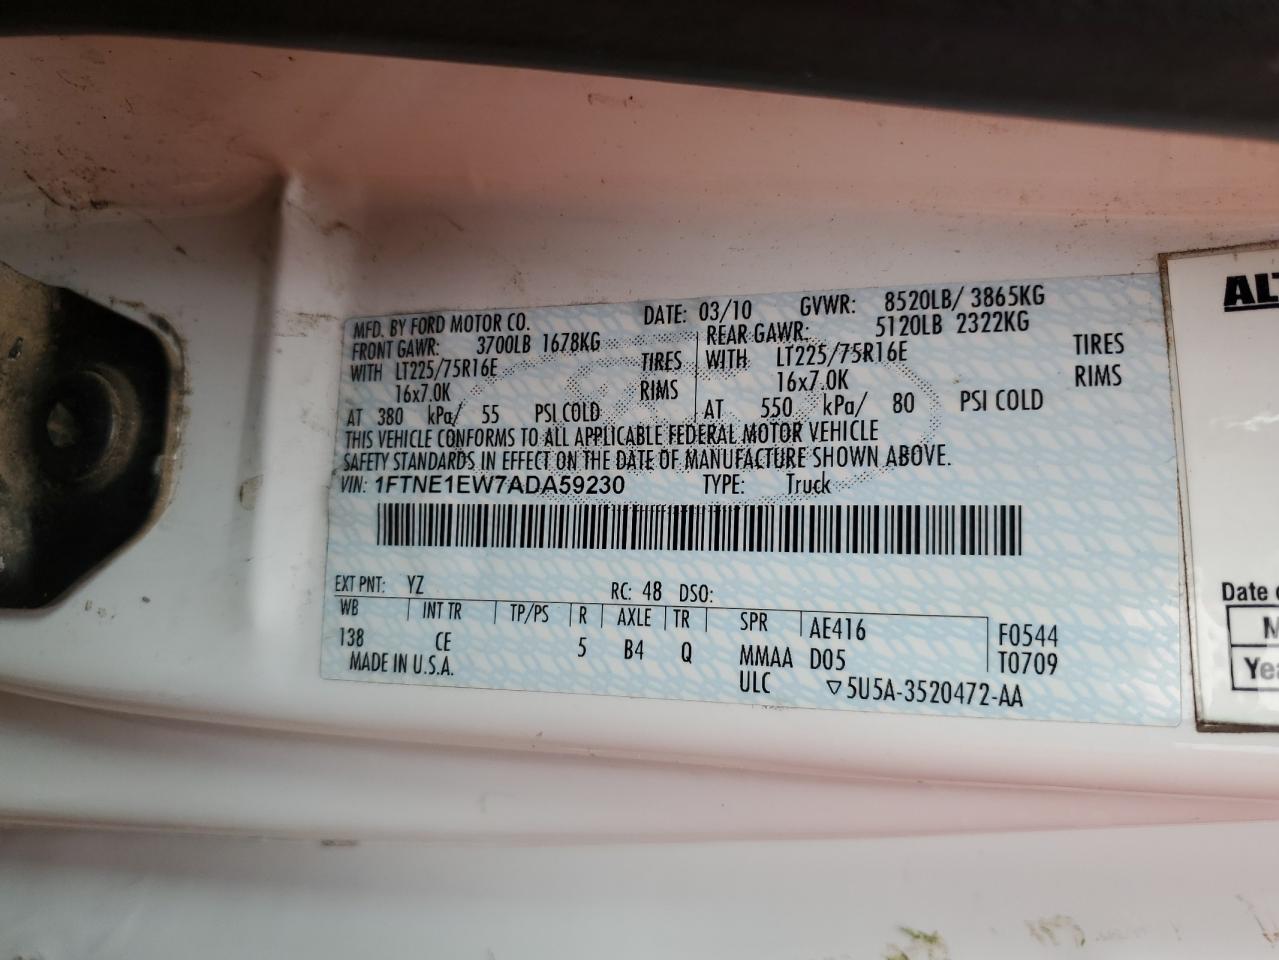 MFD. BY FORD MOTOR CO.
DATE: 03/10 GVWR: 8520LB/ 3865KG
FRONT GAWR: 3700LB 1678KG
REAR GAWR: 5120LB 2322KG
WITH LT225/75R16E TIRES
WITH LT225/75R16E TIRES
16x7.0K RIMS
16x7.0K RIMS
AT 380 kPa/ 55 PSI COLD
AT 550 kPa/ 80 PSI COLD
THIS VEHICLE CONFORMS TO ALL APPLICABLE FEDERAL MOTOR VEHICLE
SAFETY STANDARDS IN EFFECT ON THE DATE OF MANUFACTURE SHOWN ABOVE.
VIN: 1FTNE1EW7ADA59230 TYPE: Truck
EXT PNT: YZ RC: 48 DSO:
WB INT TR TP/PS R AXLE TR SPR AE416 F0544
138 CE 5 B4 Q MMAA D05 T0709
MADE IN U.S.A. ULC ▽5U5A-3520472-AA
ALT
Date o
M
Yea